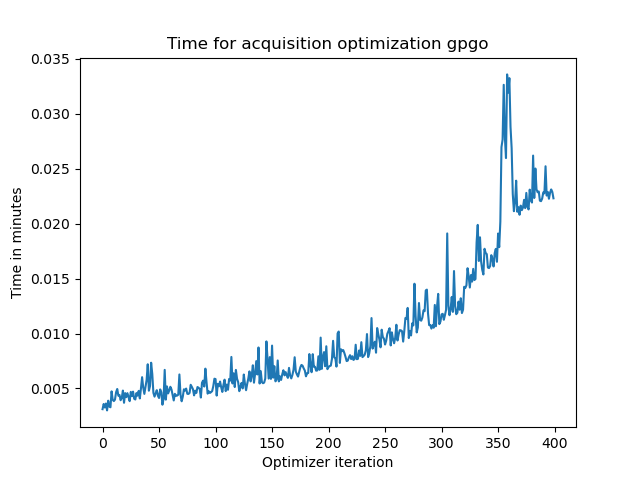 Time for acquisition optimization gpgo
0.035
0.030
0.025
0.020
0.015
0.010
0.005
Time in minutes
0 50 100 150 200 250 300 350 400
Optimizer iteration